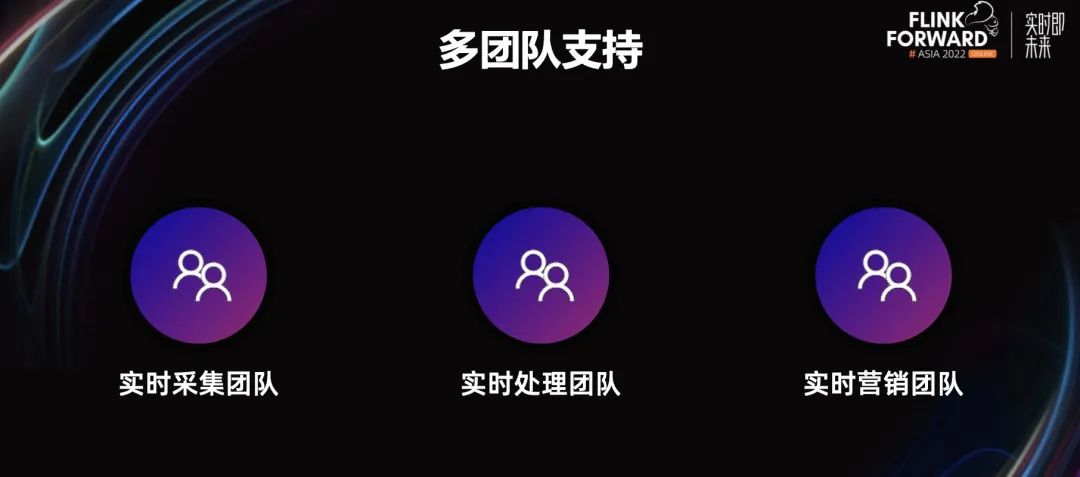 多团队支持
FLINK
FORWARD
# ASIA 2022 ONLINE
实时即
未来
实时采集团队
实时处理团队
实时营销团队